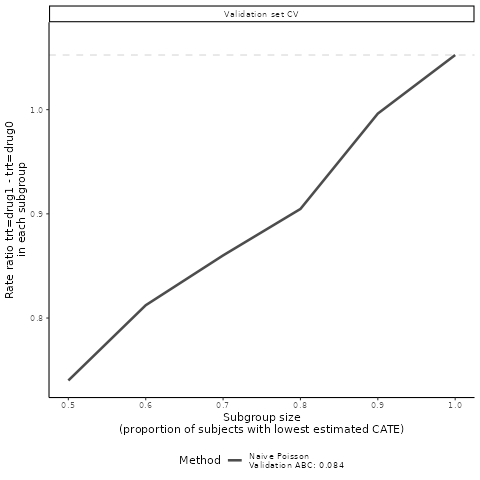 Validation set CV
Rate ratio trt=drug1 - trt=drug0
in each subgroup
1.0
0.9
0.8
0.5 0.6 0.7 0.8 0.9 1.0
Subgroup size
(proportion of subjects with lowest estimated CATE)
Method
Naive Poisson
Validation ABC: 0.084